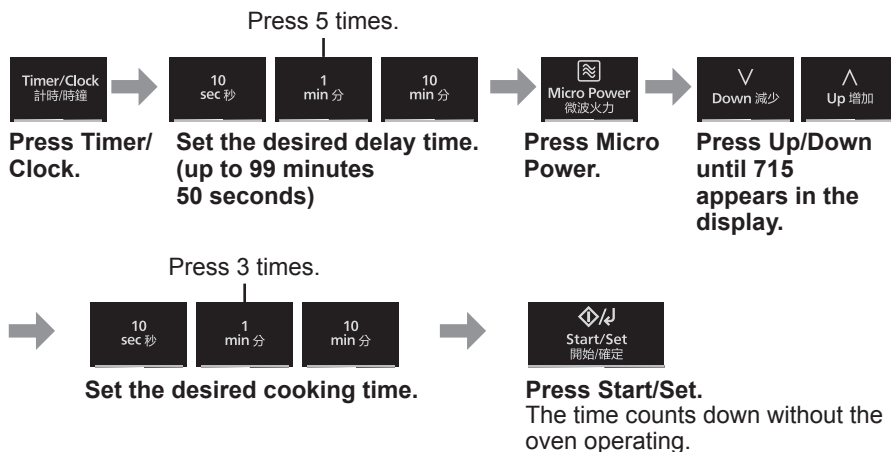 Press 5 times.
Timer/Clock
計時/時鐘
10
sec 秒
1
min 分
10
min 分
Micro Power
微波火力
Down 減少
Up 增加
Press Timer/
Clock.
Set the desired delay time.
(up to 99 minutes
50 seconds)
Press Micro
Power.
Press Up/Down
until 715
appears in the
display.
Press 3 times.
10
sec 秒
1
min 分
10
min 分
Start/Set
開始/確定
Set the desired cooking time.
Press Start/Set.
The time counts down without the
oven operating.